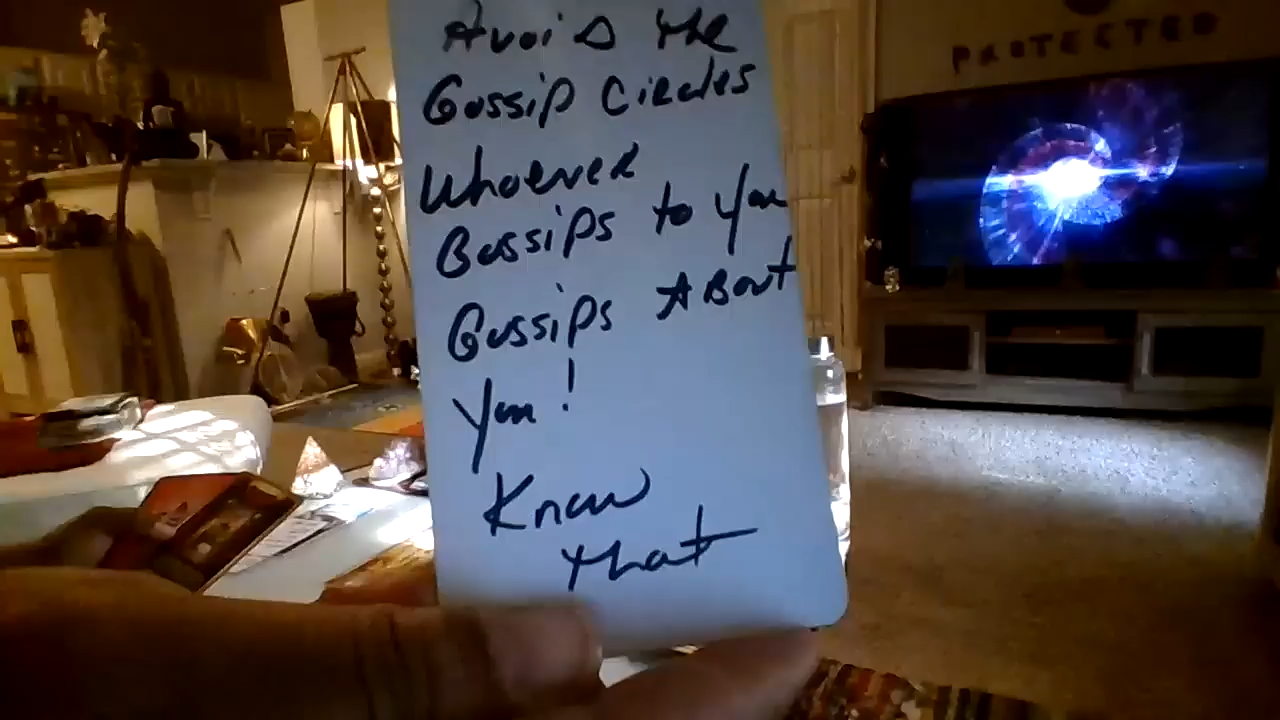 Avoid the
Gossip Circles
Whoever
Gossips to you
Gossips About
you!
Know
that
PROTECTED